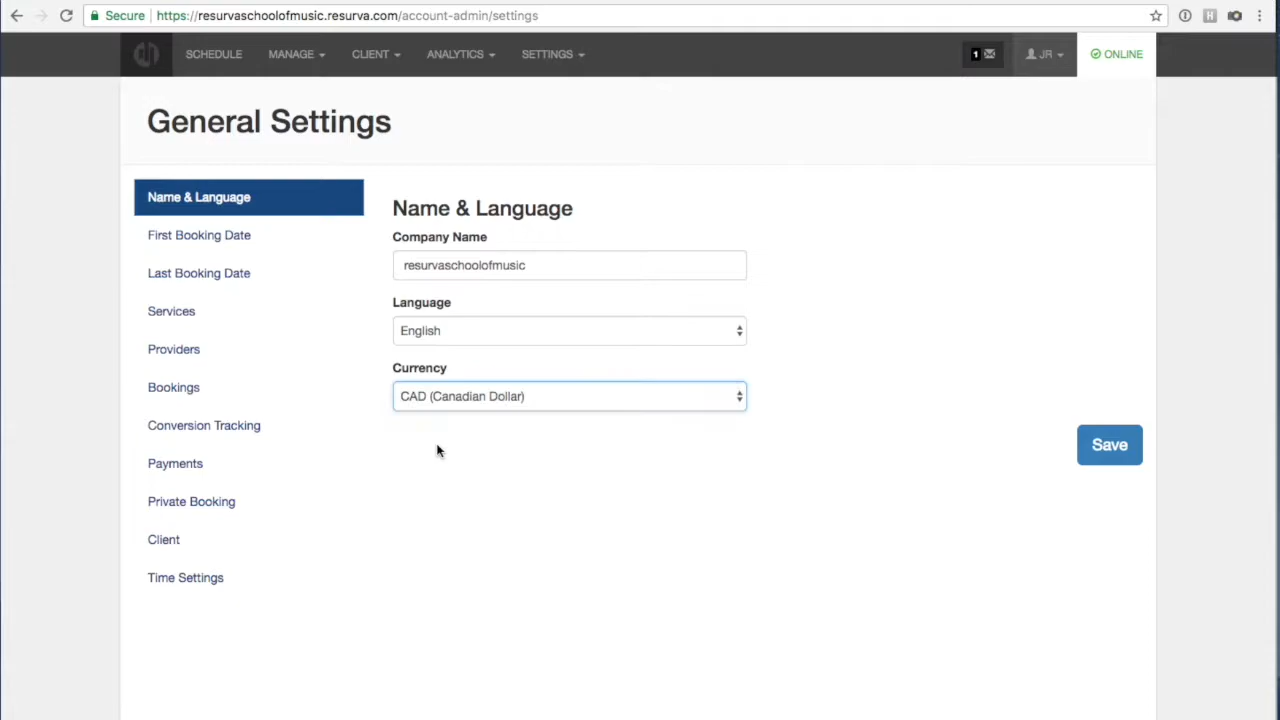 Secure https://resurvaschoolofmusic.resurva.com/account-admin/settings
SCHEDULE MANAGE CLIENT ANALYTICS SETTINGS 1 JR ONLINE
General Settings
Name & Language
First Booking Date
Last Booking Date
Services
Providers
Bookings
Conversion Tracking
Payments
Private Booking
Client
Time Settings
Name & Language
Company Name
resurvaschoolofmusic
Language
English
Currency
CAD (Canadian Dollar)
Save